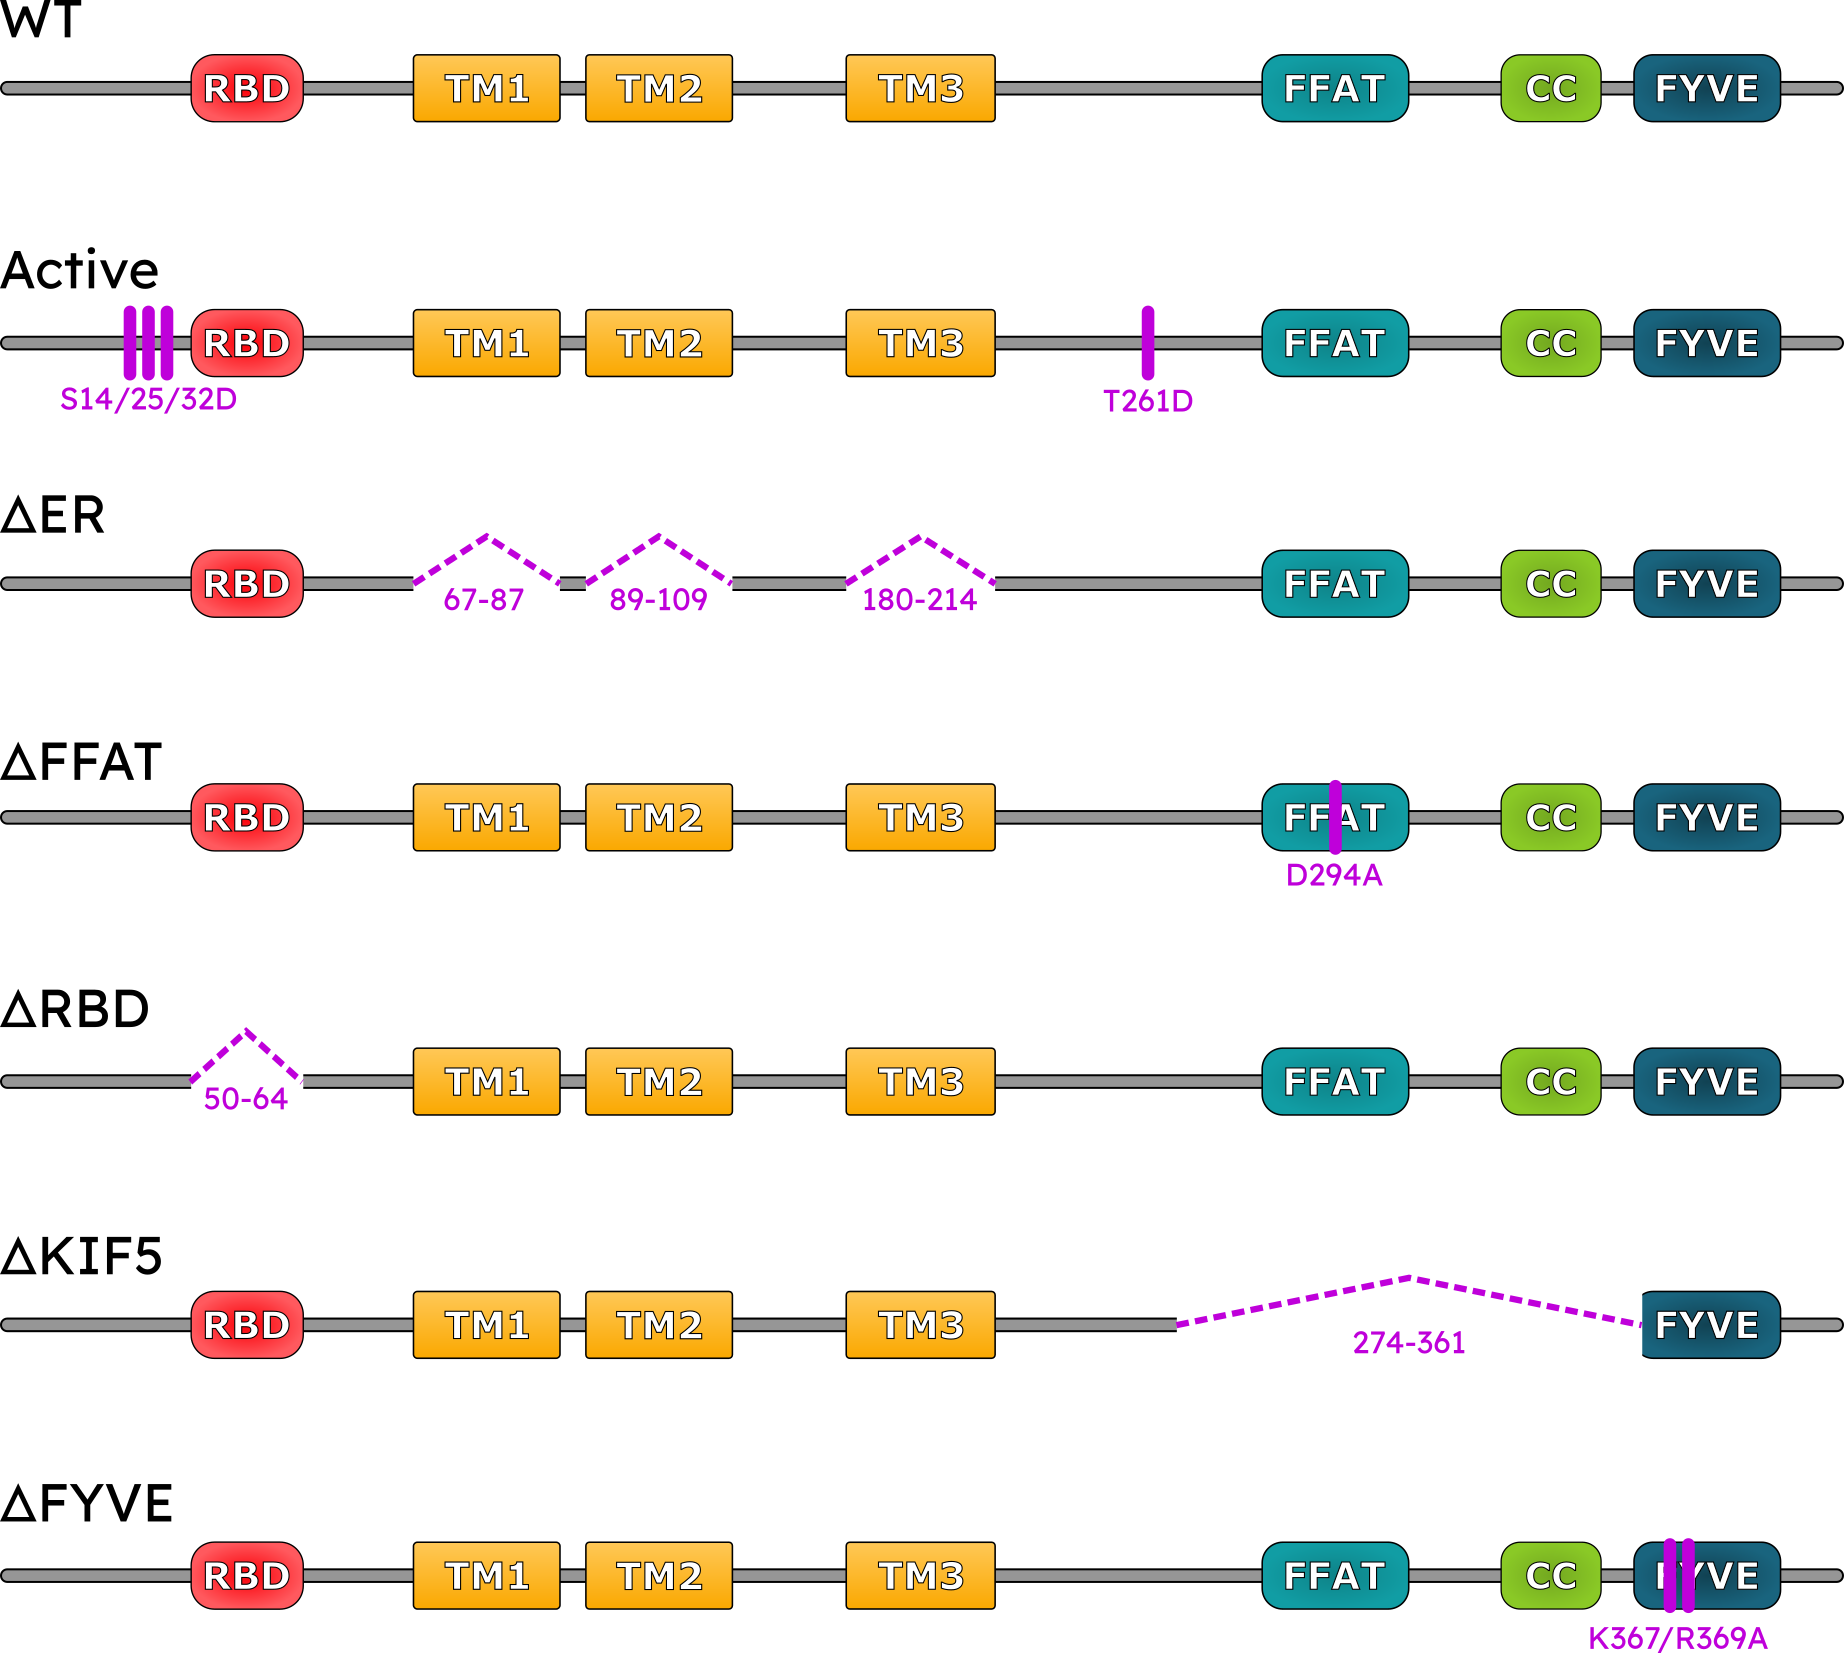 WT
RBD TM1 TM2 TM3 FFAT CC FYVE
Active
RBD TM1 TM2 TM3 FFAT CC FYVE
S14/25/32D T261D
ΔER
RBD FFAT CC FYVE
67-87 89-109 180-214
ΔFFAT
RBD TM1 TM2 TM3 FFAT CC FYVE
D294A
ΔRBD
TM1 TM2 TM3 FFAT CC FYVE
50-64
ΔKIF5
RBD TM1 TM2 TM3 FYVE
274-361
ΔFYVE
RBD TM1 TM2 TM3 FFAT CC FYVE
K367/R369A